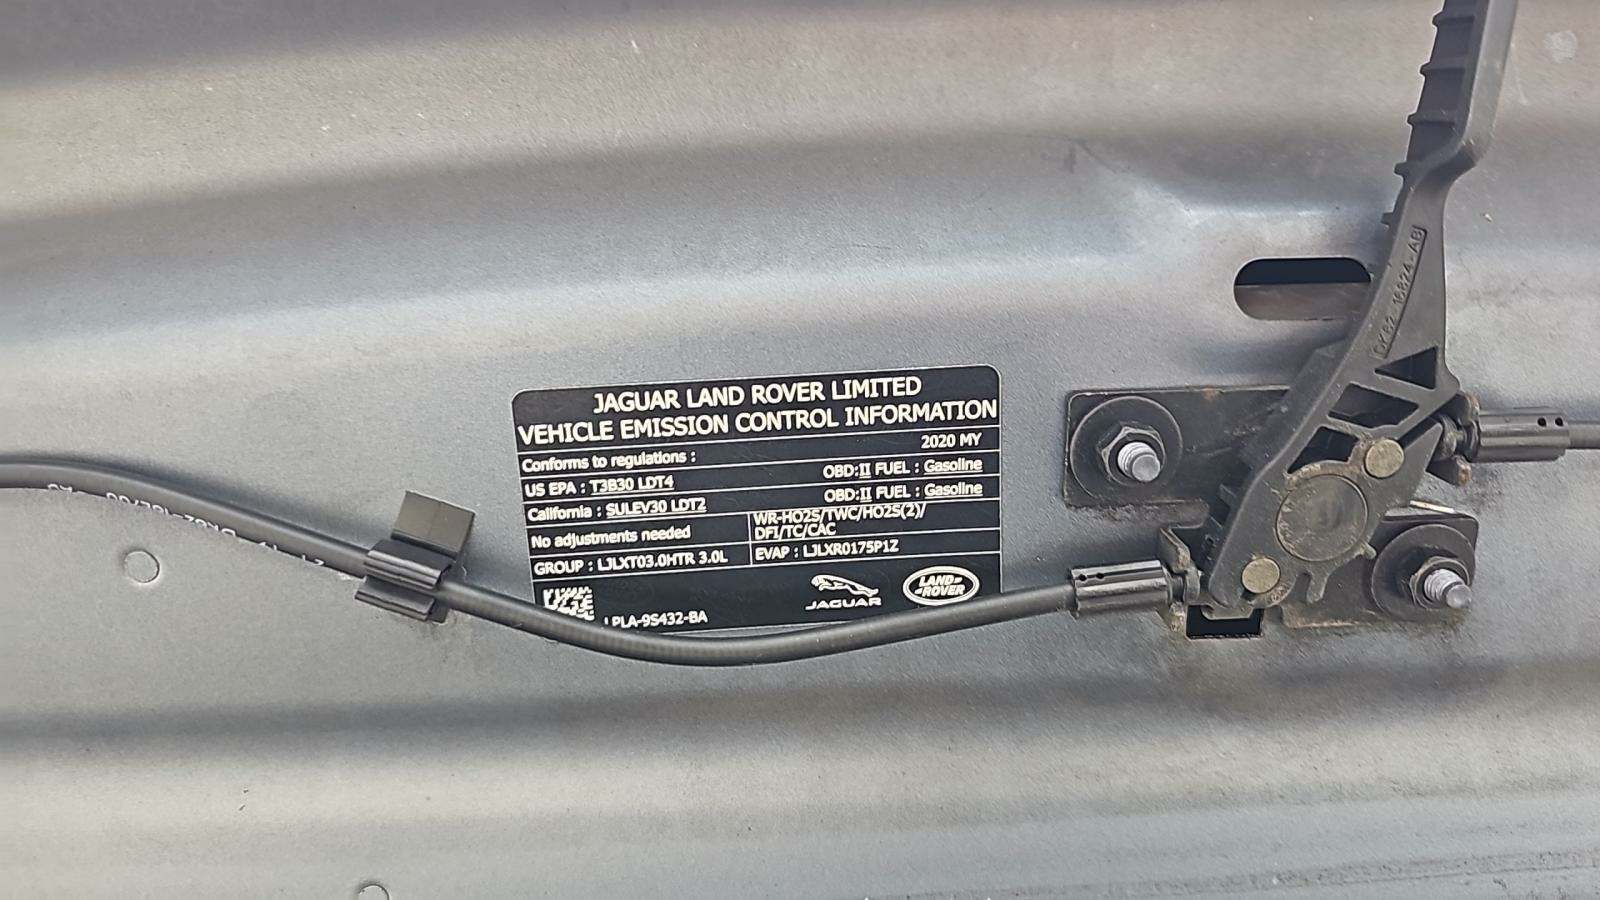 JAGUAR LAND ROVER LIMITED
VEHICLE EMISSION CONTROL INFORMATION
2020 MY
Conforms to regulations :
US EPA : T3B30 LDT4 OBD:II FUEL : Gasoline
California : SULEV30 LDT2 OBD:II FUEL : Gasoline
No adjustments needed
WR-HO2S/TWC/HO2S(2)/
DFI/TC/CAC
GROUP : LJLXT03.0HTR 3.0L
EVAP : LJLXR0175P1Z
LPLA-9S432-BA
JAGUAR
LAND-
-ROVER
16B24-AB